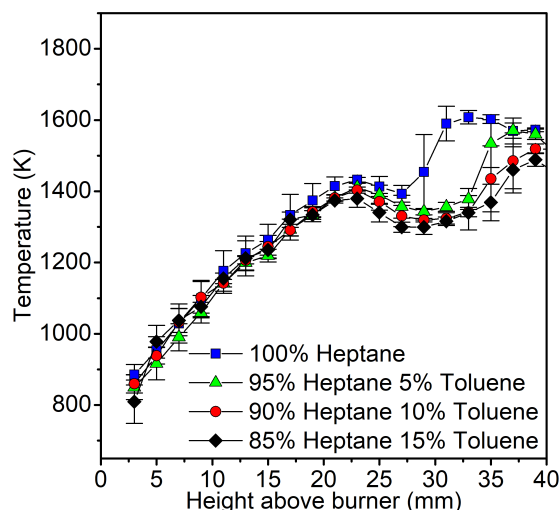 1800
1600
1400
1200
1000
800
Temperature (K)
100% Heptane
95% Heptane 5% Toluene
90% Heptane 10% Toluene
85% Heptane 15% Toluene
0 5 10 15 20 25 30 35 40
Height above burner (mm)